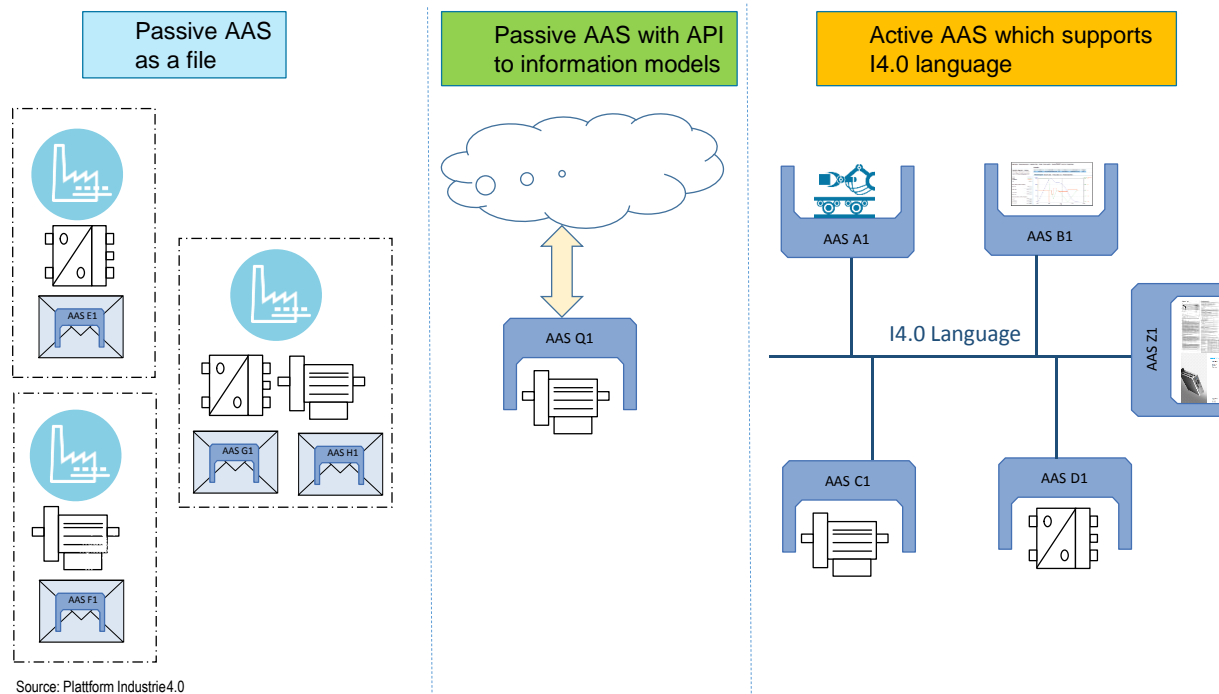 Passive AAS
as a file
Passive AAS with API
to information models
Active AAS which supports
I4.0 language
AAS E1
AAS G1
AAS H1
AAS F1
AAS Q1
AAS A1
AAS B1
I4.0 Language
AAS Z1
AAS C1
AAS D1
Source: Plattform Industrie4.0